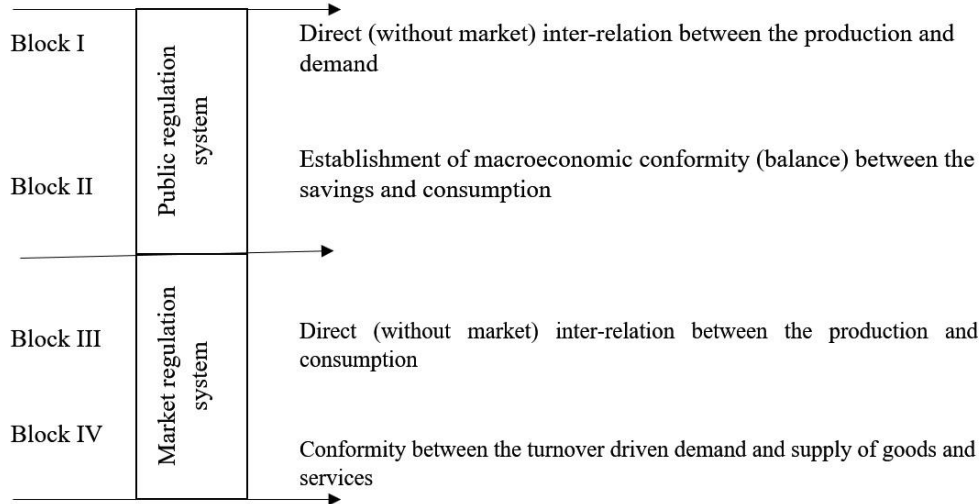 Block I
Direct (without market) inter-relation between the production and
demand
Public regulation
system
Block II
Establishment of macroeconomic conformity (balance) between the
savings and consumption
Block III
Direct (without market) inter-relation between the production and
consumption
Market regulation
system
Block IV
Conformity between the turnover driven demand and supply of goods and
services